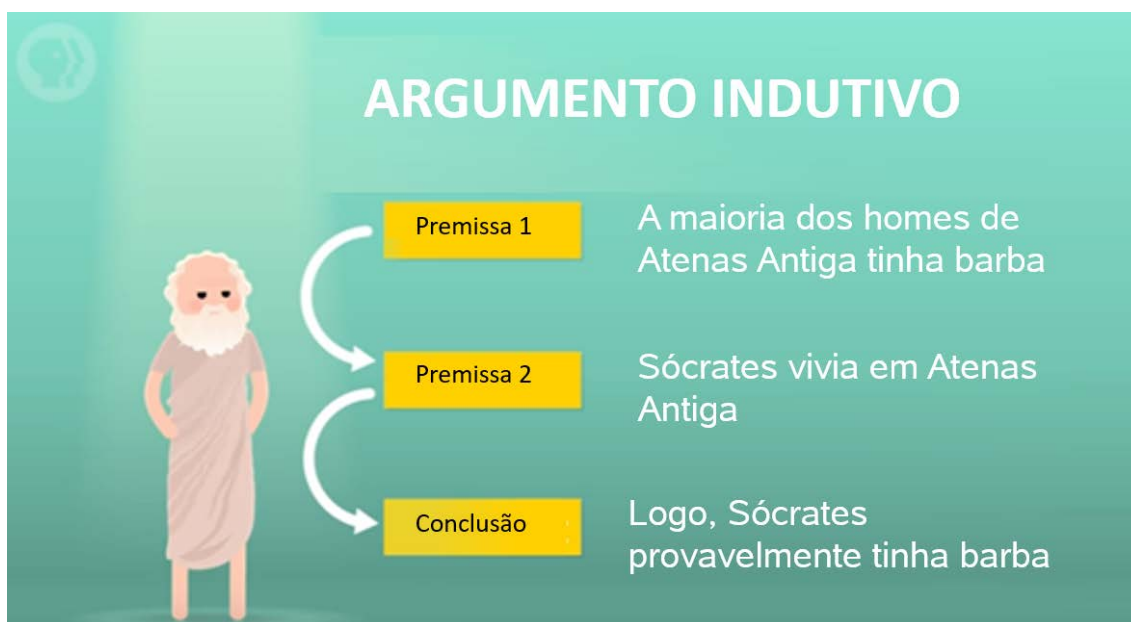 ARGUMENTO INDUTIVO
Premissa 1
A maioria dos homes de
Atenas Antiga tinha barba
Premissa 2
Sócrates vivia em Atenas
Antiga
Conclusão
Logo, Sócrates
provavelmente tinha barba